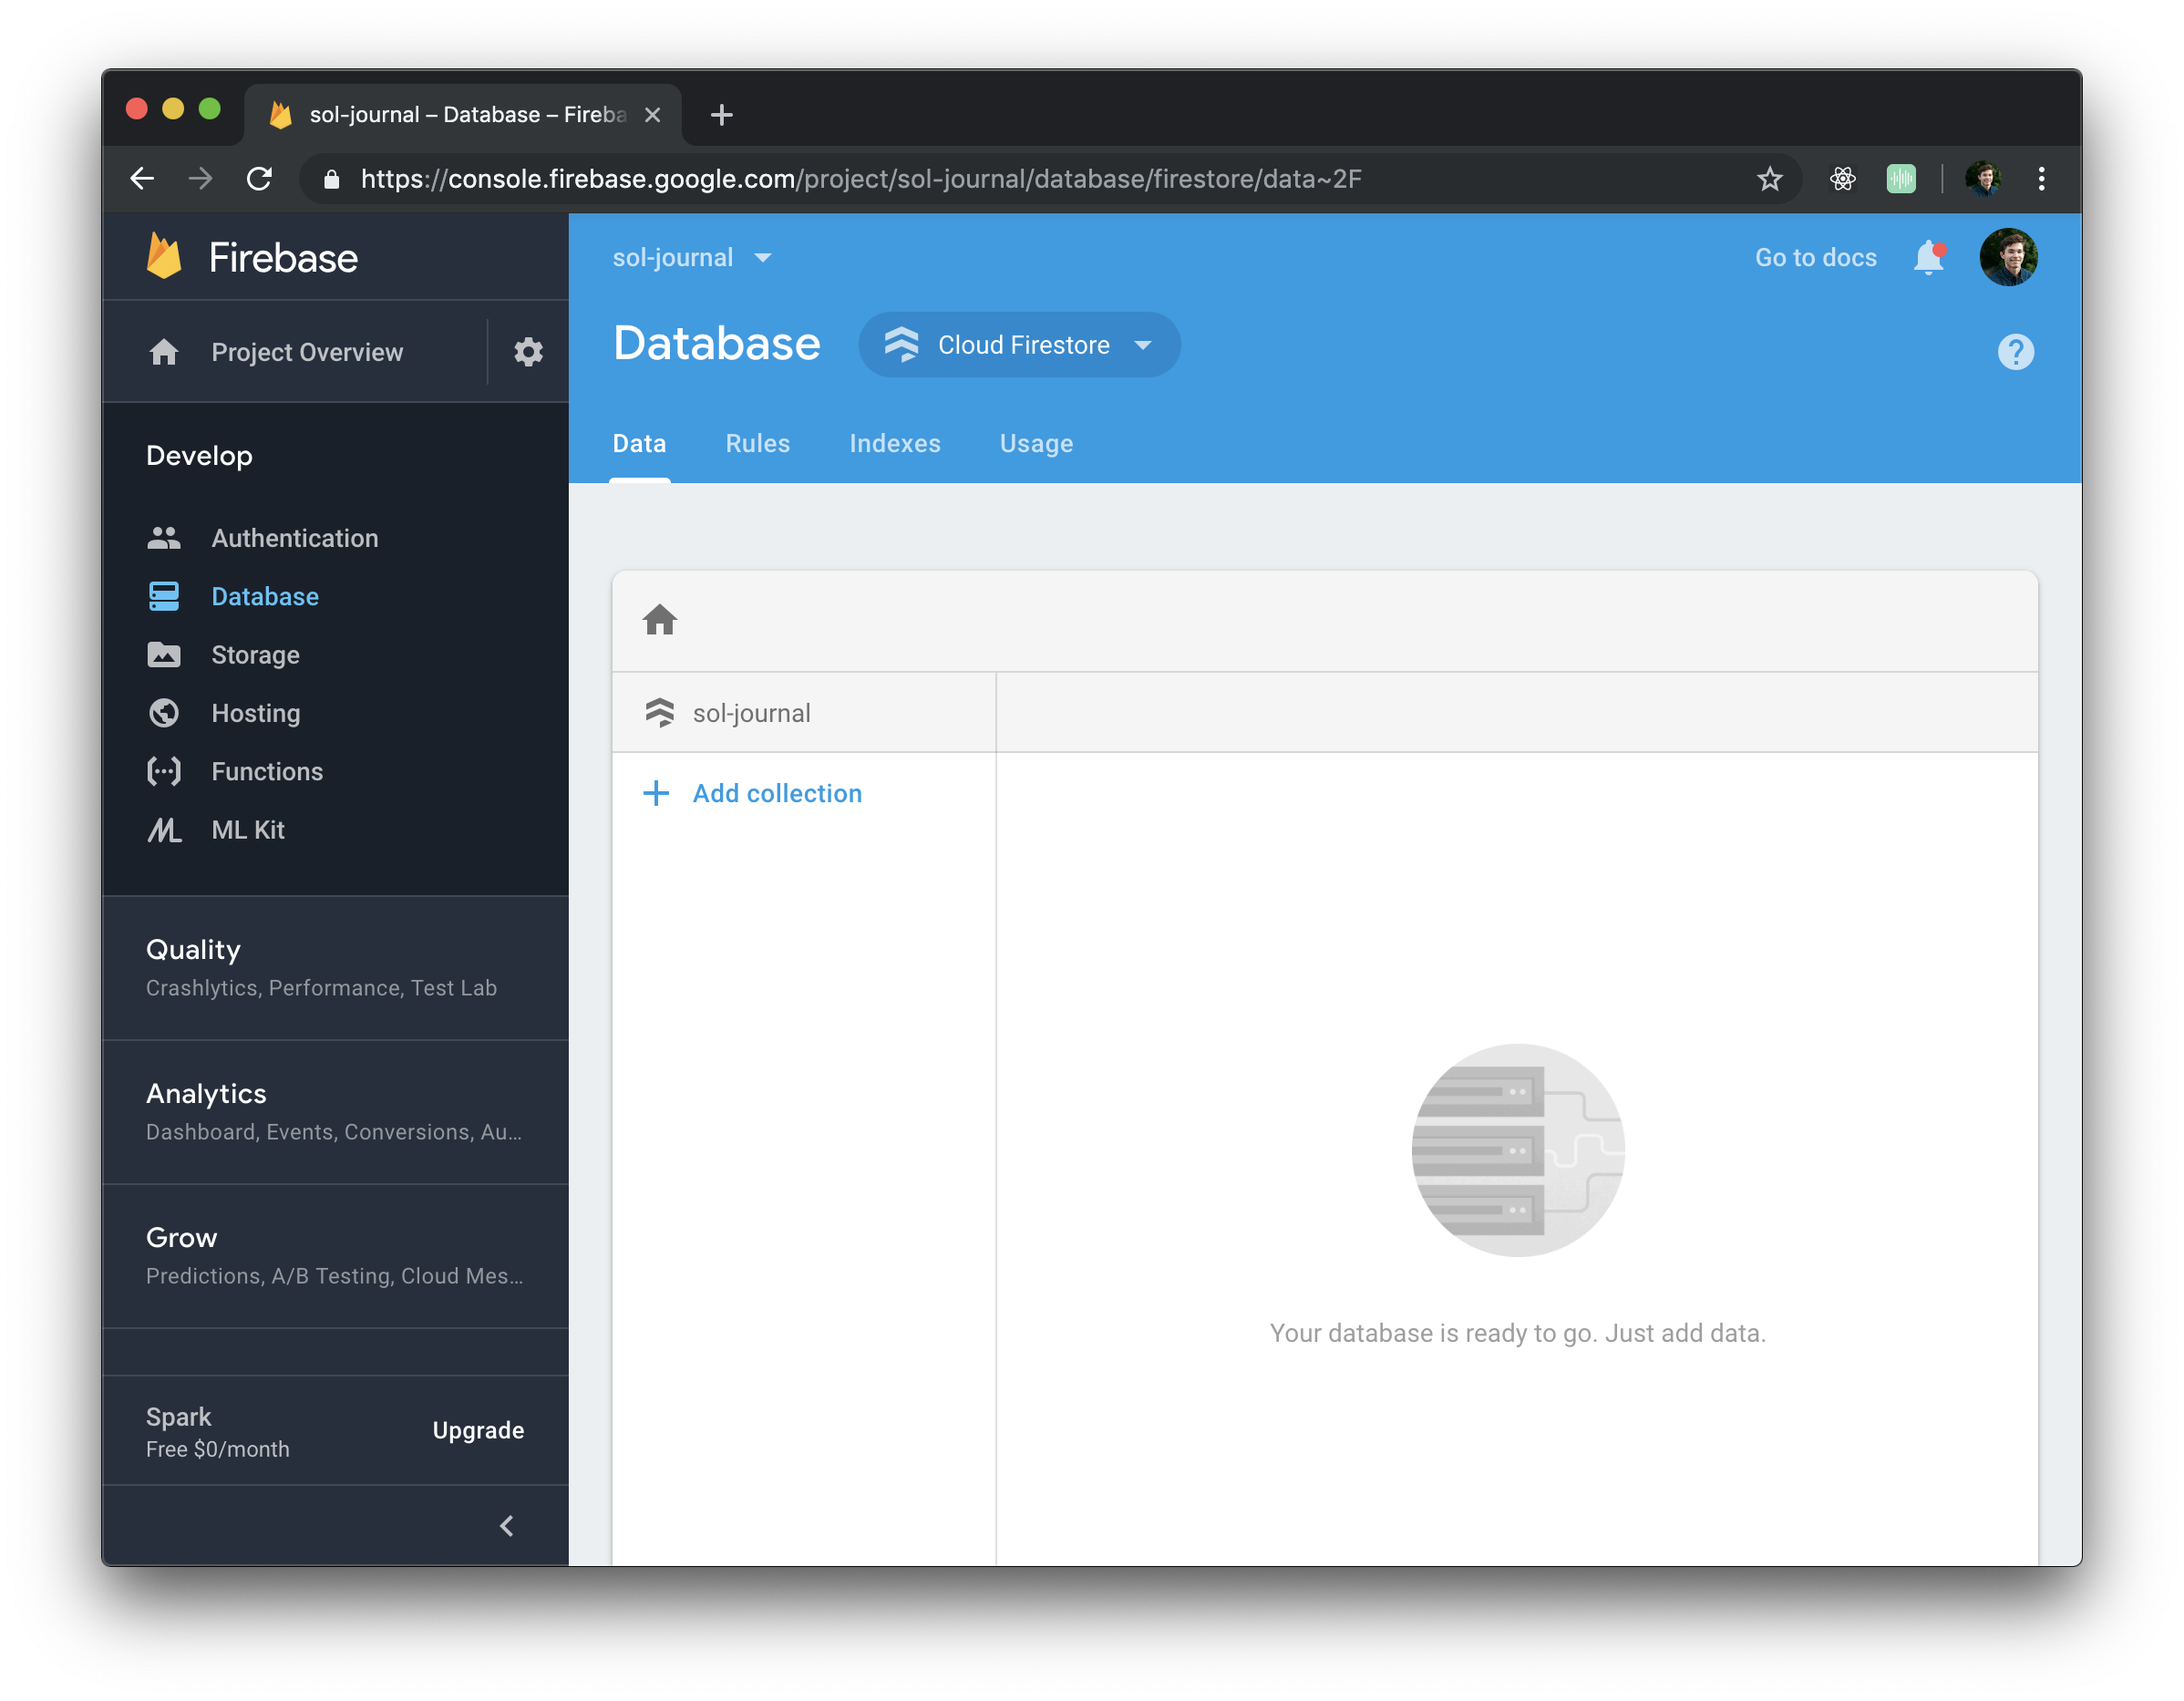 sol-journal – Database – Fireba
https://console.firebase.google.com/project/sol-journal/database/firestore/data~2F
Firebase
Project Overview
Develop
Authentication
Database
Storage
Hosting
Functions
ML Kit
Quality
Crashlytics, Performance, Test Lab
Analytics
Dashboard, Events, Conversions, Au...
Grow
Predictions, A/B Testing, Cloud Mes...
Spark
Free $0/month
Upgrade
sol-journal
Go to docs
Database
Cloud Firestore
Data Rules Indexes Usage
sol-journal
Add collection
Your database is ready to go. Just add data.